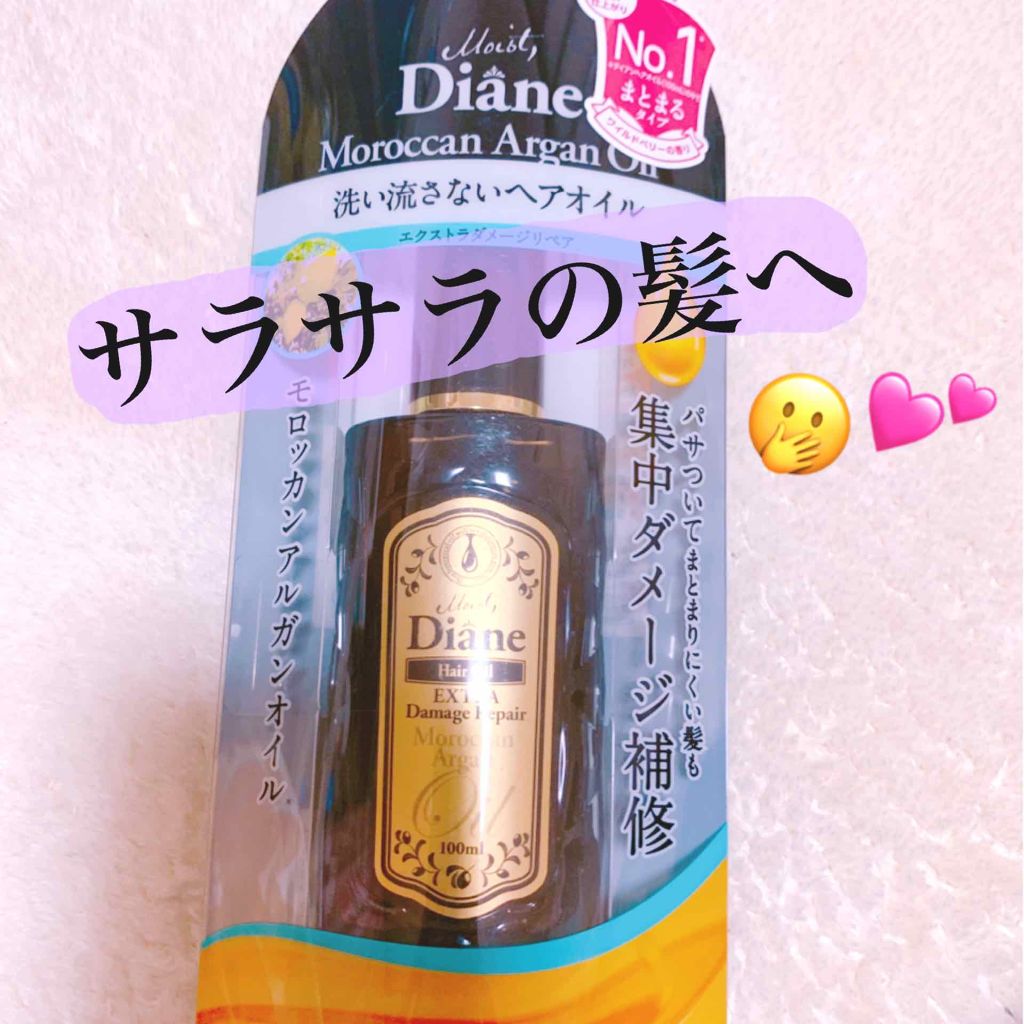 仕上がり
No.1
まとまる
タイプ
ワイルドベリーの香り
Moist,
Diane
Moroccan Argan Oil
洗い流さないヘアオイル
エクストラダメージリペア
サラサラの髪へ
モロッカンアルガンオイル
パサついてまとまりにくい髪も
集中ダメージ補修
Moist,
Diane
Hair Oil
EXTRA
Damage Repair
Moroccan
Argan
Oil
100ml